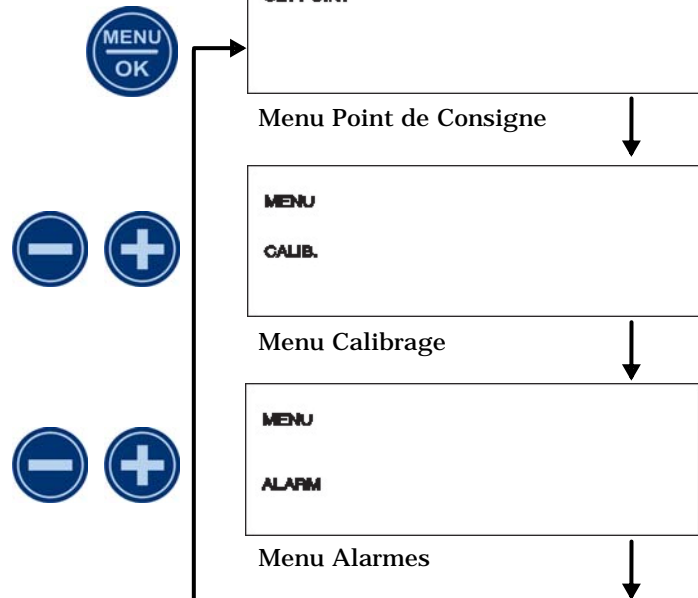 MENU
OK
Menu Point de Consigne
MENU
CALIB.
Menu Calibrage
MENU
ALARM
Menu Alarmes